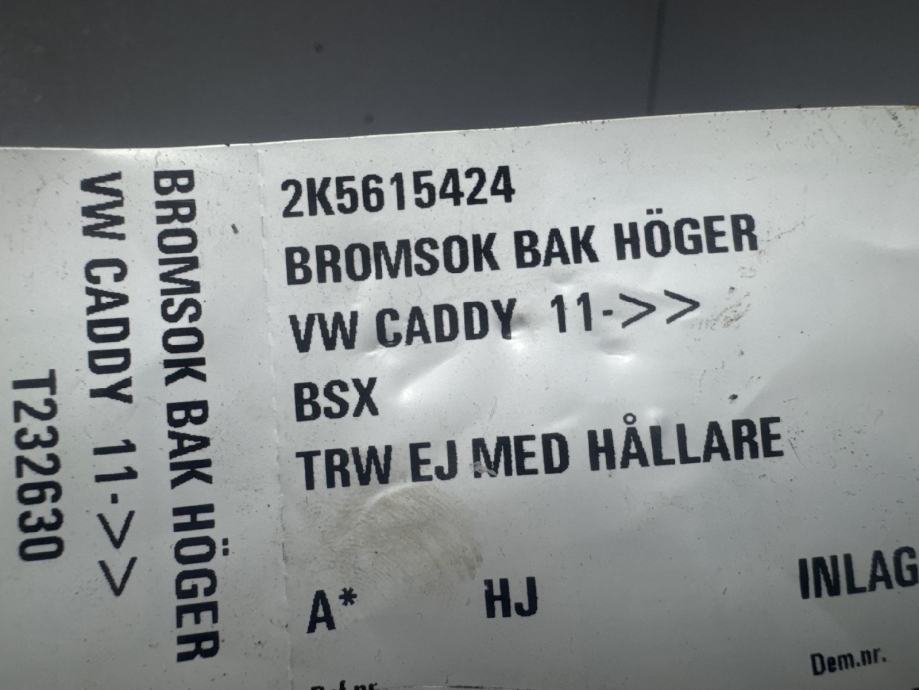 2K5615424
BROMSOK BAK HÖGER
VW CADDY 11->>
BSX
TRW EJ MED HÅLLARE
A* HJ INLAG
Dem.nr.
BROMSOK BAK HÖGER
VW CADDY 11->>
T232630